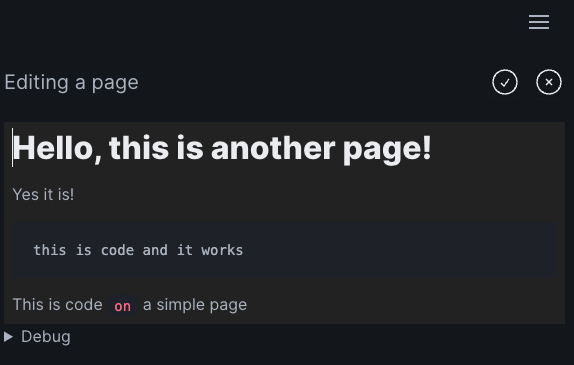 Editing a page
Hello, this is another page!
Yes it is!
this is code and it works
This is code on a simple page
Debug